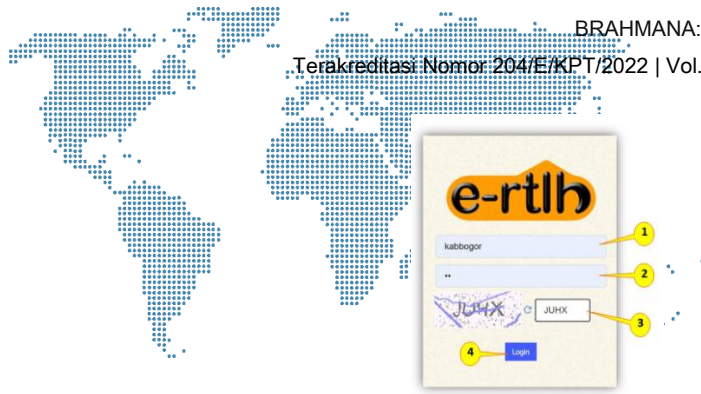 BRAHMANA:
Terakreditasi Nomor 204/E/KPT/2022 | Vol.
e-rtlh
kabbogor
1
••
2
JUHX
JUHX
3
4
Login